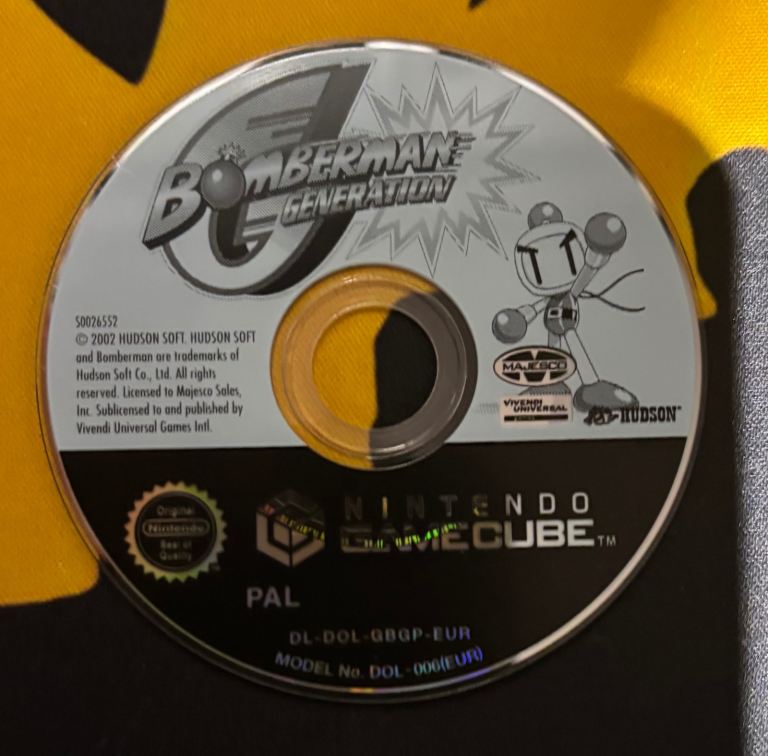 BOMBERMAN
GENERATION
S0026552
© 2002 HUDSON SOFT. HUDSON SOFT
and Bomberman are trademarks of
Hudson Soft Co., Ltd. All rights
reserved. Licensed to Majesco Sales,
Inc. Sublicensed to and published by
Vivendi Universal Games Intl.
MAJESCO
VIVENDI
UNIVERSAL
HUDSON
Original
Nintendo
Seal of
Quality
NINTENDO
GAMECUBE™
PAL
DL-DOL-GBGP-EUR
MODEL No. DOL-006(EUR)